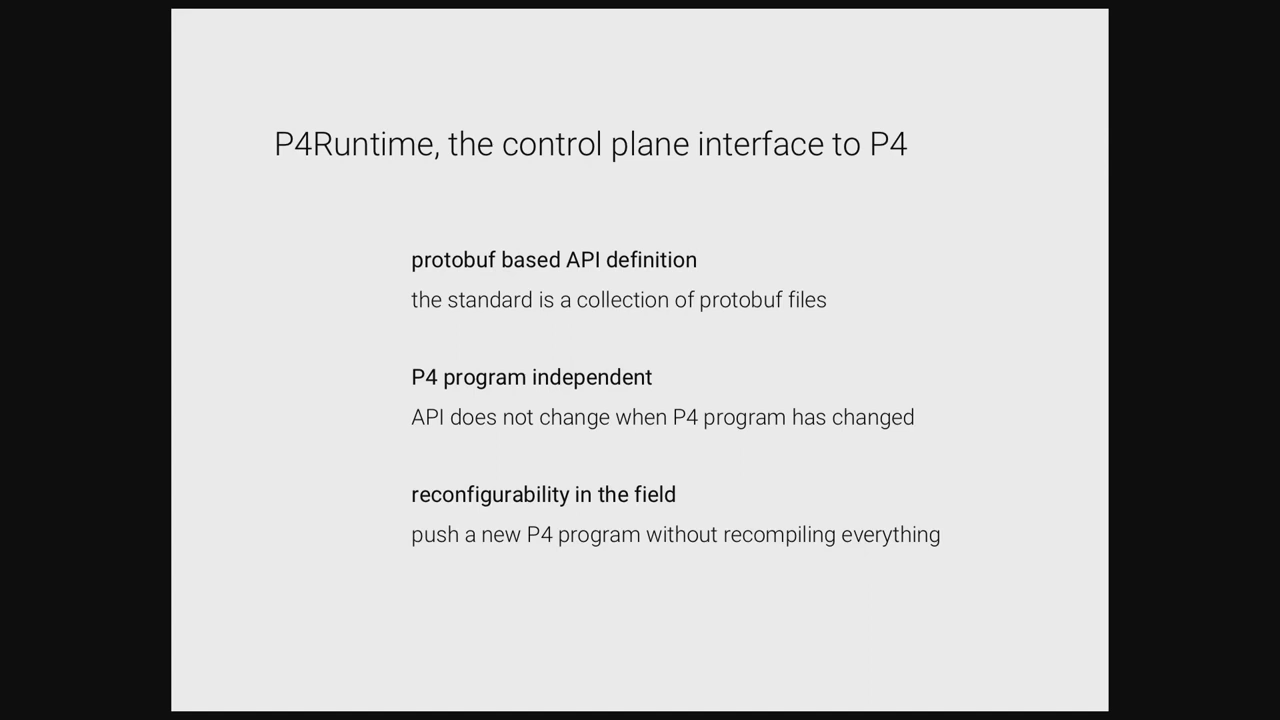 P4Runtime, the control plane interface to P4
protobuf based API definition
the standard is a collection of protobuf files
P4 program independent
API does not change when P4 program has changed
reconfigurability in the field
push a new P4 program without recompiling everything